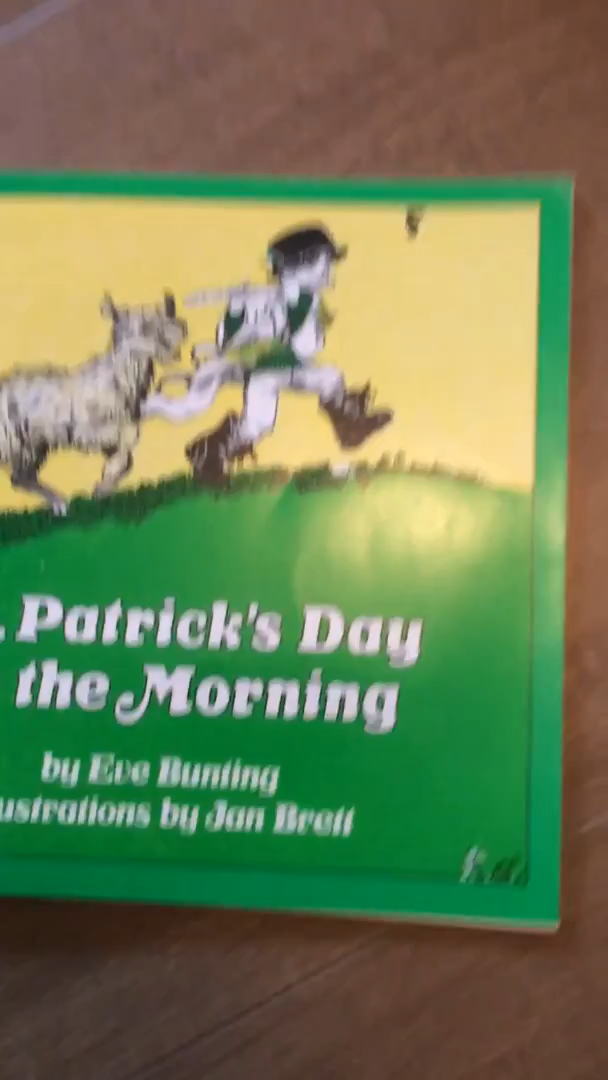 . Patrick's Day
the Morning
by Eve Bunting
ustrations by Jan Brett